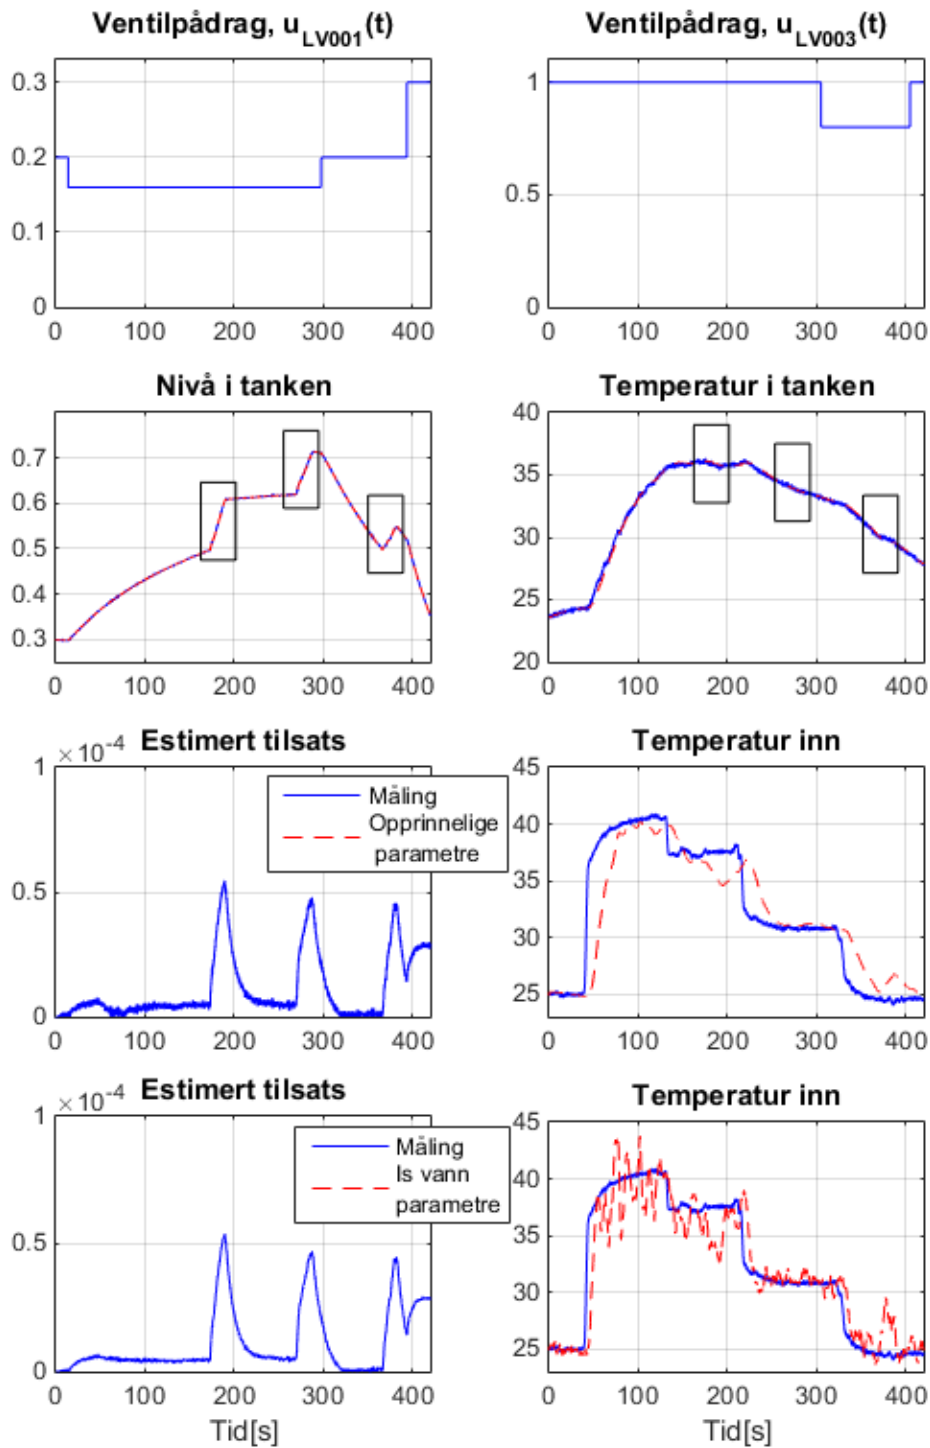 Ventilpådrag, u_LV001(t)
Ventilpådrag, u_LV003(t)
0.3
0.2
0.1
0
0 100 200 300 400
1
0.5
0
0 100 200 300 400
Nivå i tanken
Temperatur i tanken
0.7
0.6
0.5
0.4
0.3
0 100 200 300 400
40
35
30
25
20
0 100 200 300 400
Estimert tilsats
Temperatur inn
×10-4
1
0.5
0
0 100 200 300 400
Måling
Opprinnelige
parametre
45
40
35
30
25
0 100 200 300 400
Estimert tilsats
Temperatur inn
×10-4
1
0.5
0
0 100 200 300 400
Tid[s]
Måling
Is vann
parametre
45
40
35
30
25
0 100 200 300 400
Tid[s]